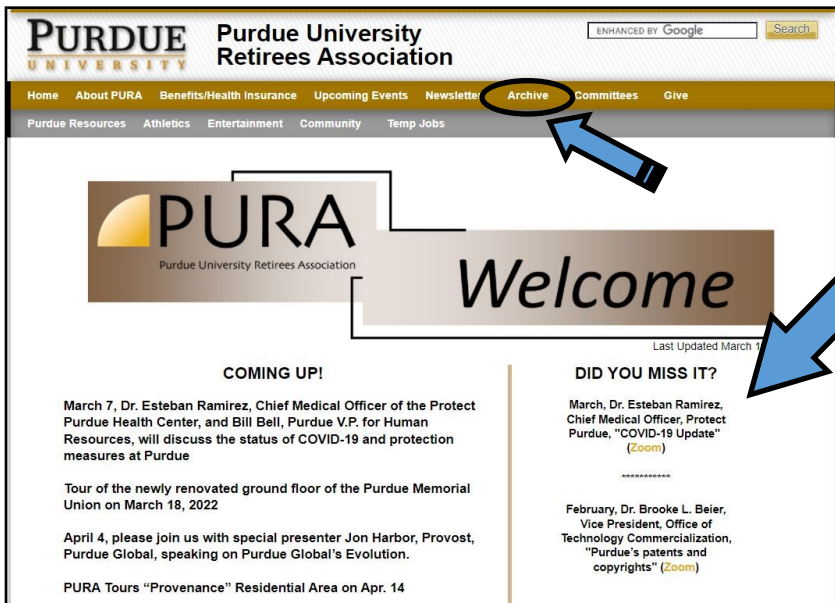 PURDUE
UNIVERSITY
Purdue University
Retirees Association
ENHANCED BY Google
Search
Home About PURA Benefits/Health Insurance Upcoming Events Newsletter Archive Committees Give
Purdue Resources Athletics Entertainment Community Temp Jobs
PURA
Purdue University Retirees Association
Welcome
Last Updated March
COMING UP!
March 7, Dr. Esteban Ramirez, Chief Medical Officer of the Protect
Purdue Health Center, and Bill Bell, Purdue V.P. for Human
Resources, will discuss the status of COVID-19 and protection
measures at Purdue
Tour of the newly renovated ground floor of the Purdue Memorial
Union on March 18, 2022
April 4, please join us with special presenter Jon Harbor, Provost,
Purdue Global, speaking on Purdue Global's Evolution.
PURA Tours “Provenance” Residential Area on Apr. 14
DID YOU MISS IT?
March, Dr. Esteban Ramirez,
Chief Medical Officer, Protect
Purdue, "COVID-19 Update"
(Zoom)
***********
February, Dr. Brooke L. Beier,
Vice President, Office of
Technology Commercialization,
"Purdue's patents and
copyrights" (Zoom)